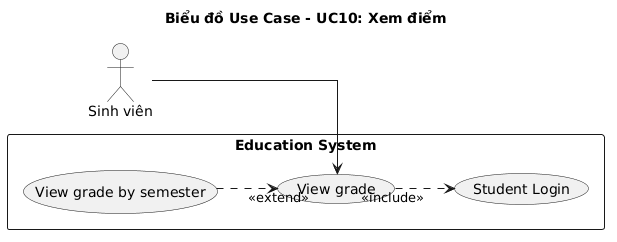 Biểu đồ Use Case - UC10: Xem điểm
Sinh viên
Education System
View grade by semester
«extend»
View grade
«include»
Student Login